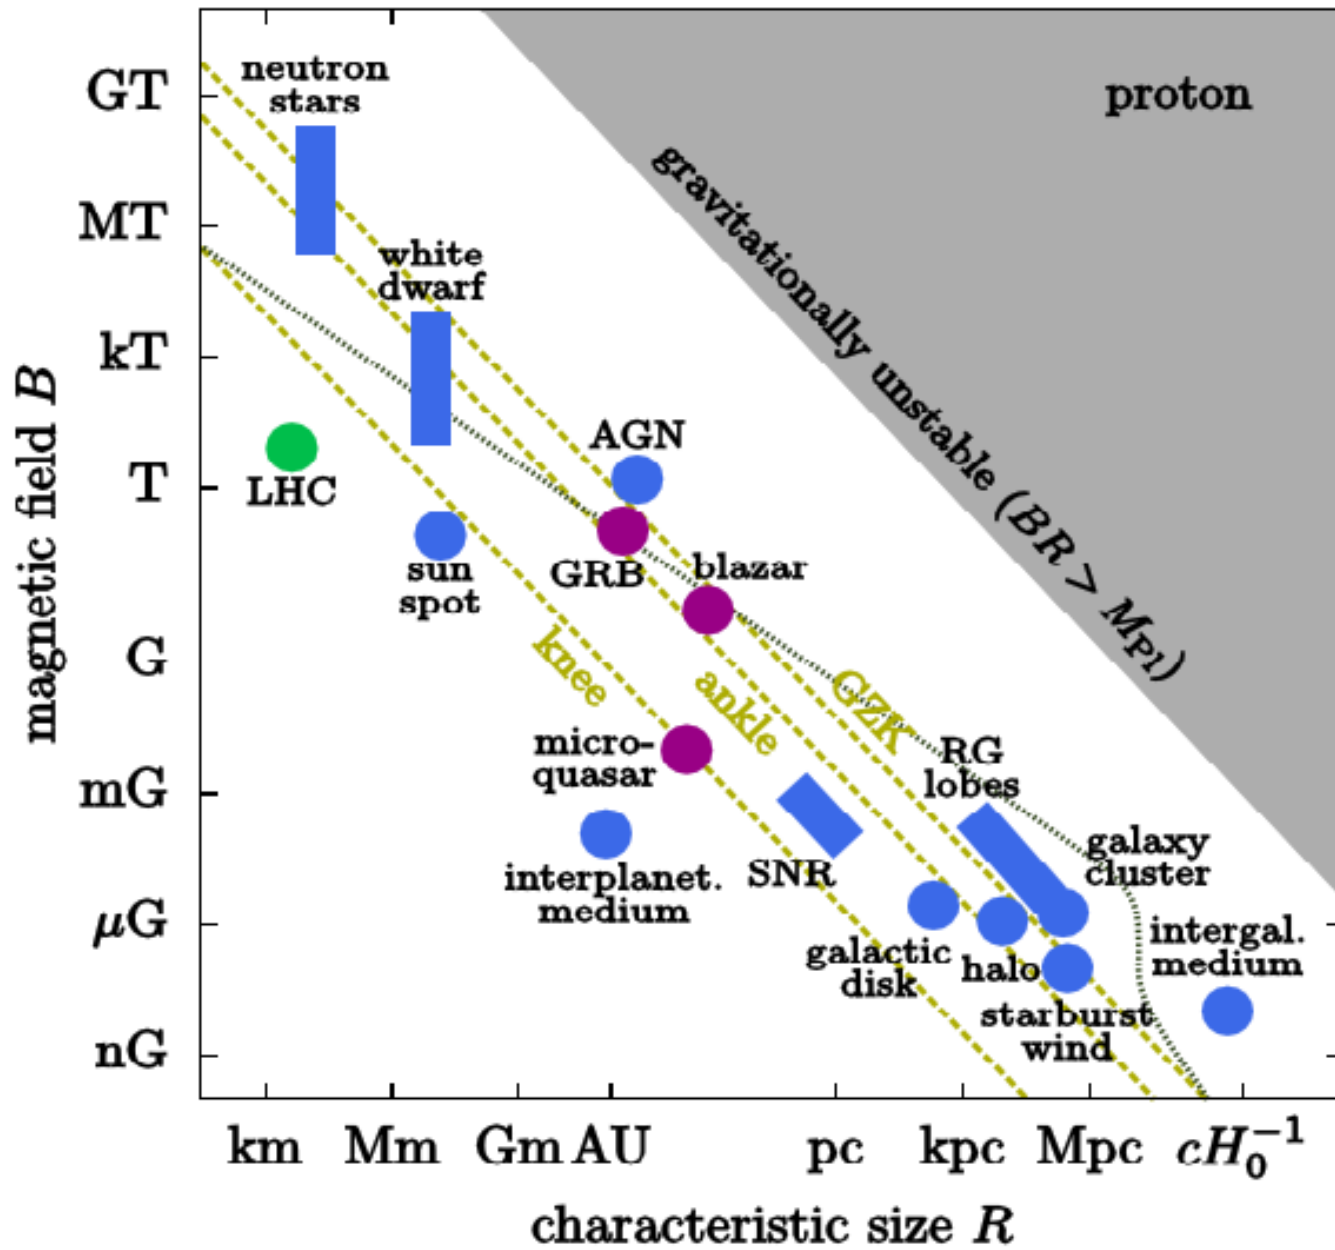 neutron
stars
proton
GT
MT
kT
T
G
mG
μG
nG
magnetic field B
white
dwarf
gravitationally unstable (BR > M_Pl)
LHC
AGN
sun
spot
GRB
blazar
knee
ankle
GZK
micro-
quasar
RG
lobes
interplanet.
medium
SNR
galaxy
cluster
galactic
disk
halo
intergal.
medium
starburst
wind
km Mm Gm AU pc kpc Mpc cH₀⁻¹
characteristic size R